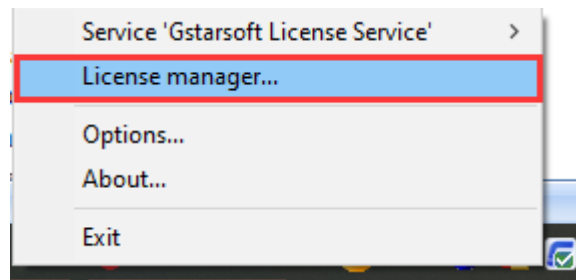 Service 'Gstarsoft License Service'
License manager...
Options...
About...
Exit